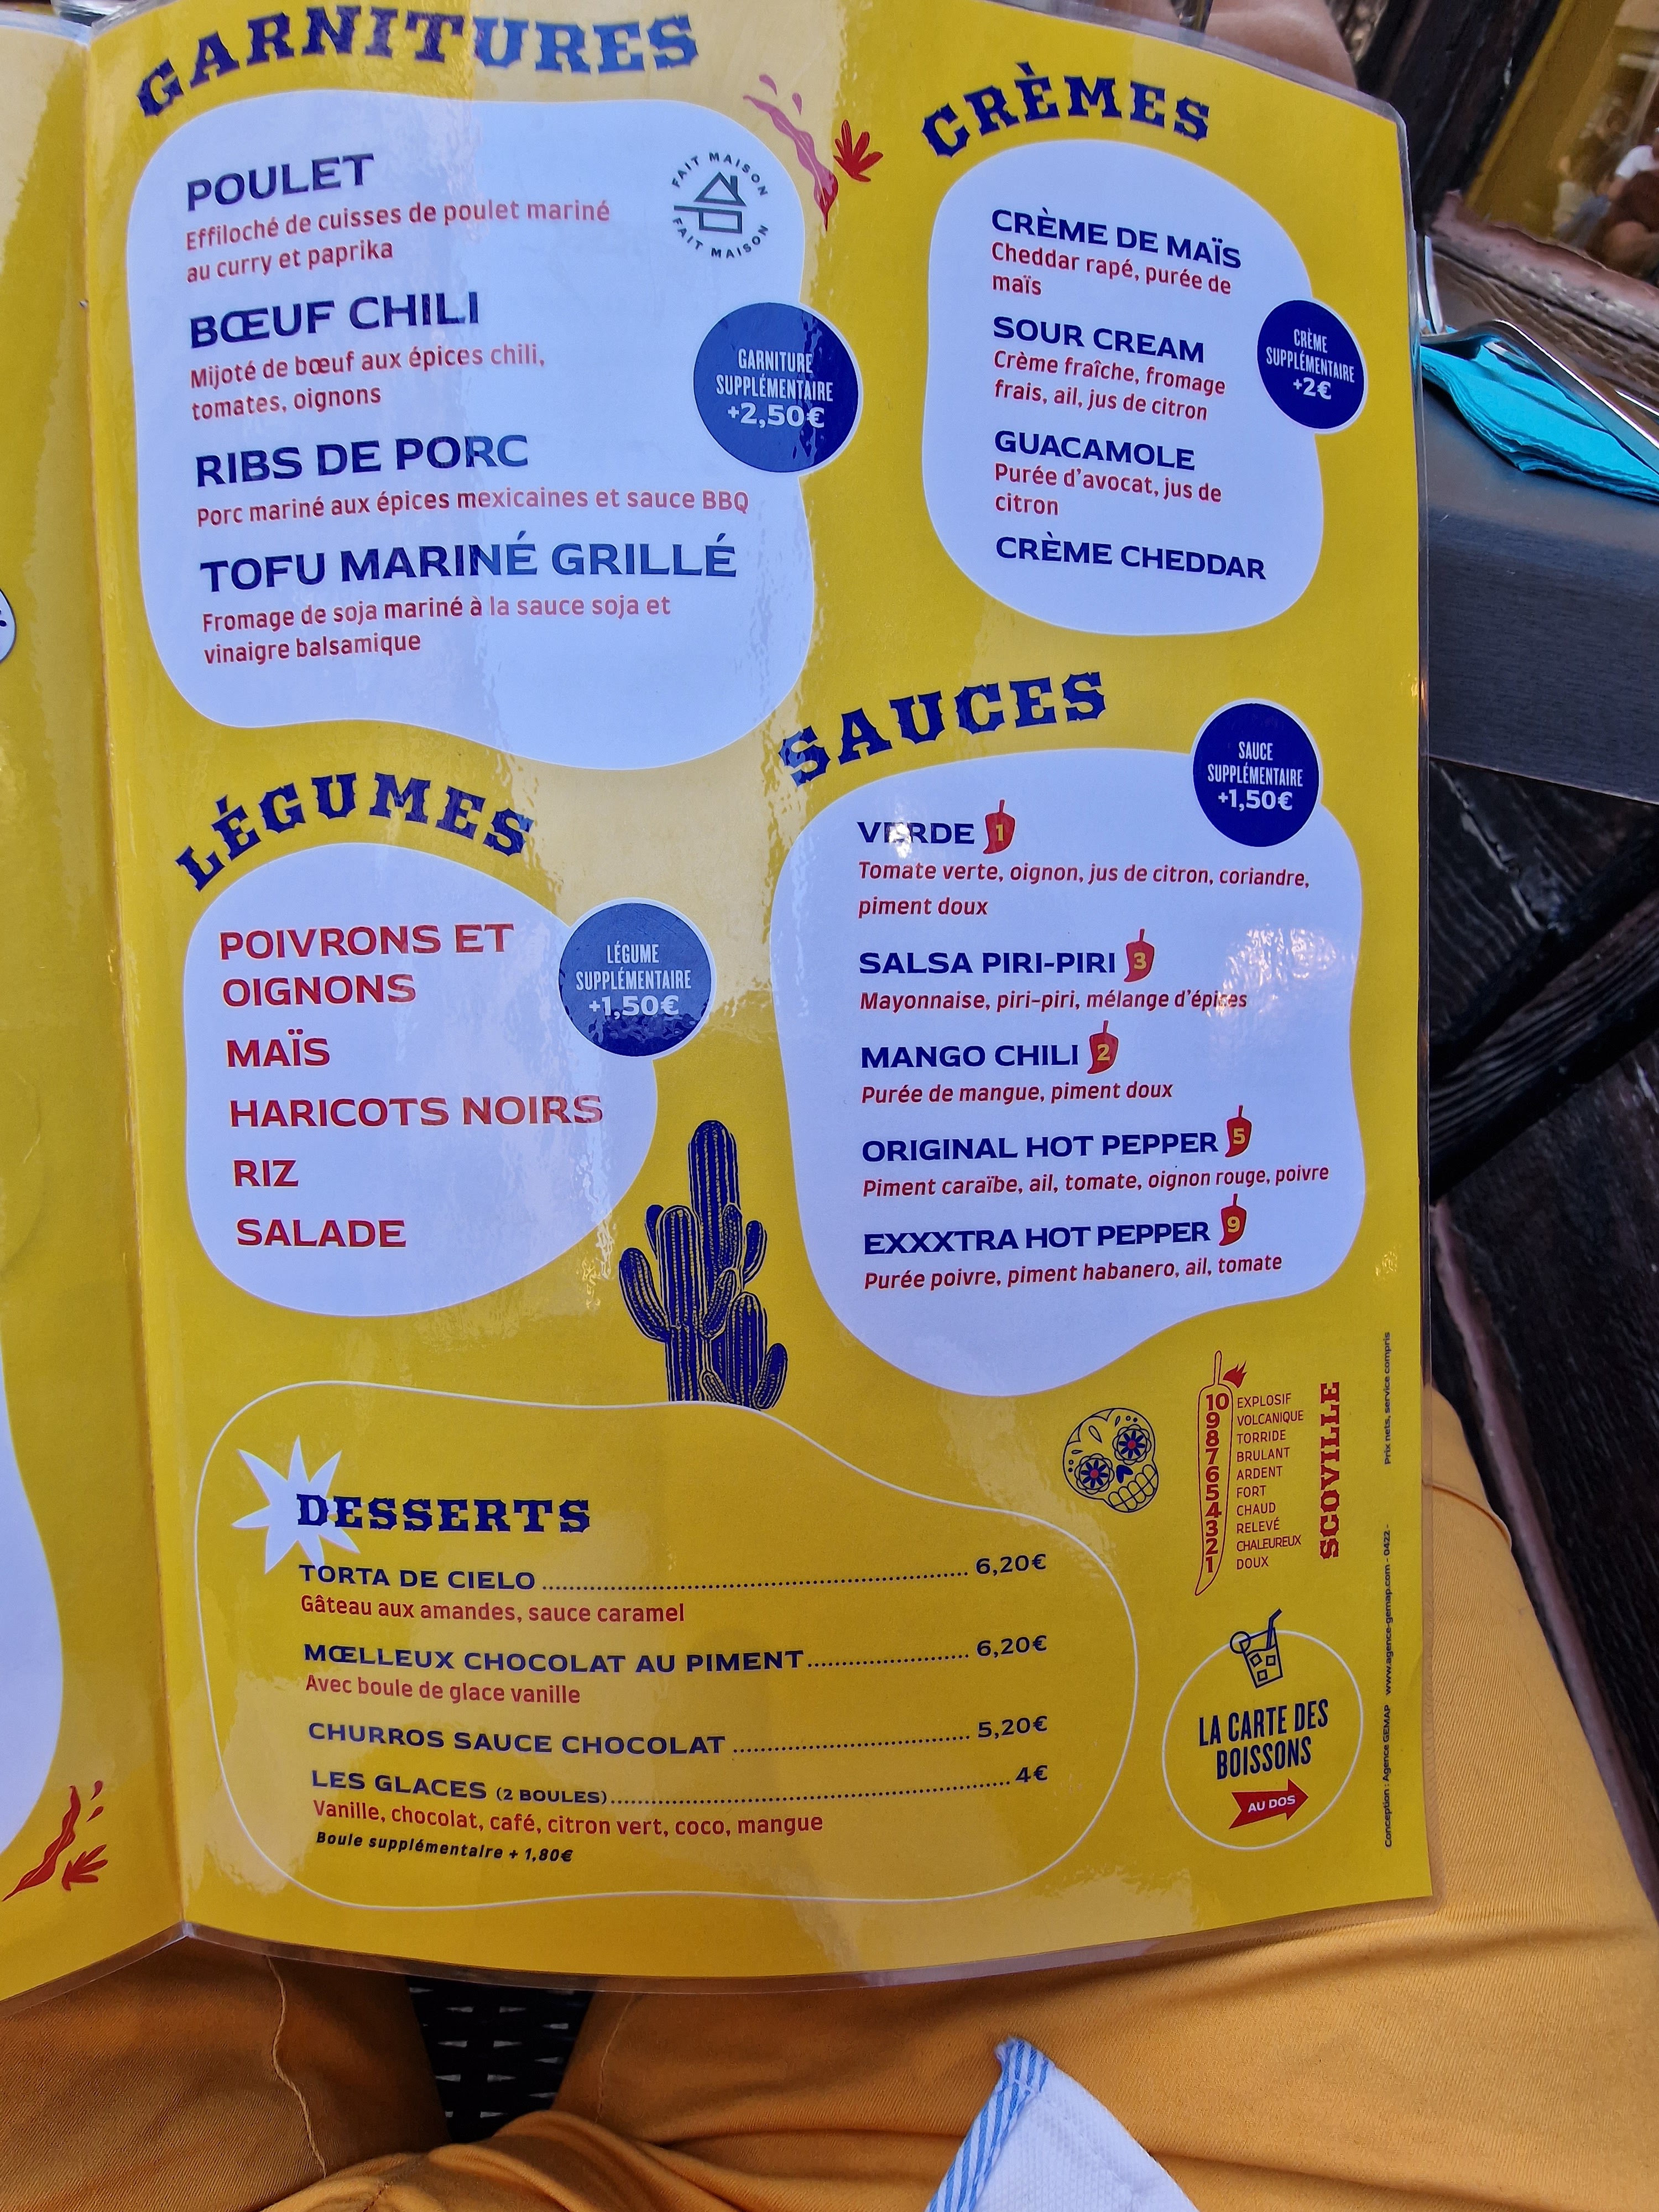 GARNITURES
POULET
Effiloché de cuisses de poulet mariné
au curry et paprika
FAIT MAISON
FAIT MAISON
BŒUF CHILI
Mijoté de bœuf aux épices chili,
tomates, oignons
GARNITURE
SUPPLÉMENTAIRE
+2,50€
RIBS DE PORC
Porc mariné aux épices mexicaines et sauce BBQ
TOFU MARINÉ GRILLÉ
Fromage de soja mariné à la sauce soja et
vinaigre balsamique
CRÈMES
CRÈME DE MAÏS
Cheddar rapé, purée de
maïs
SOUR CREAM
Crème fraîche, fromage
frais, ail, jus de citron
CRÈME
SUPPLÉMENTAIRE
+2€
GUACAMOLE
Purée d'avocat, jus de
citron
CRÈME CHEDDAR
LÉGUMES
POIVRONS ET
OIGNONS
MAÏS
HARICOTS NOIRS
RIZ
SALADE
LÉGUME
SUPPLÉMENTAIRE
+1,50€
SAUCES
SAUCE
SUPPLÉMENTAIRE
+1,50€
VERDE 1
Tomate verte, oignon, jus de citron, coriandre,
piment doux
SALSA PIRI-PIRI 3
Mayonnaise, piri-piri, mélange d'épices
MANGO CHILI 2
Purée de mangue, piment doux
ORIGINAL HOT PEPPER 5
Piment caraïbe, ail, tomate, oignon rouge, poivre
EXXXTRA HOT PEPPER 9
Purée poivre, piment habanero, ail, tomate
10 EXPLOSIF
9 VOLCANIQUE
8 TORRIDE
7 BRULANT
6 ARDENT
5 FORT
4 CHAUD
3 RELEVÉ
2 CHALEUREUX
1 DOUX
SCOVILLE
DESSERTS
TORTA DE CIELO 6,20€
Gâteau aux amandes, sauce caramel
MŒLLEUX CHOCOLAT AU PIMENT 6,20€
Avec boule de glace vanille
CHURROS SAUCE CHOCOLAT 5,20€
LES GLACES (2 BOULES) 4€
Vanille, chocolat, café, citron vert, coco, mangue
Boule supplémentaire + 1,80€
LA CARTE DES
BOISSONS
AU DOS
Conception : Agence GEMAP www.agence-gemap.com - 0422 - Prix nets, service compris